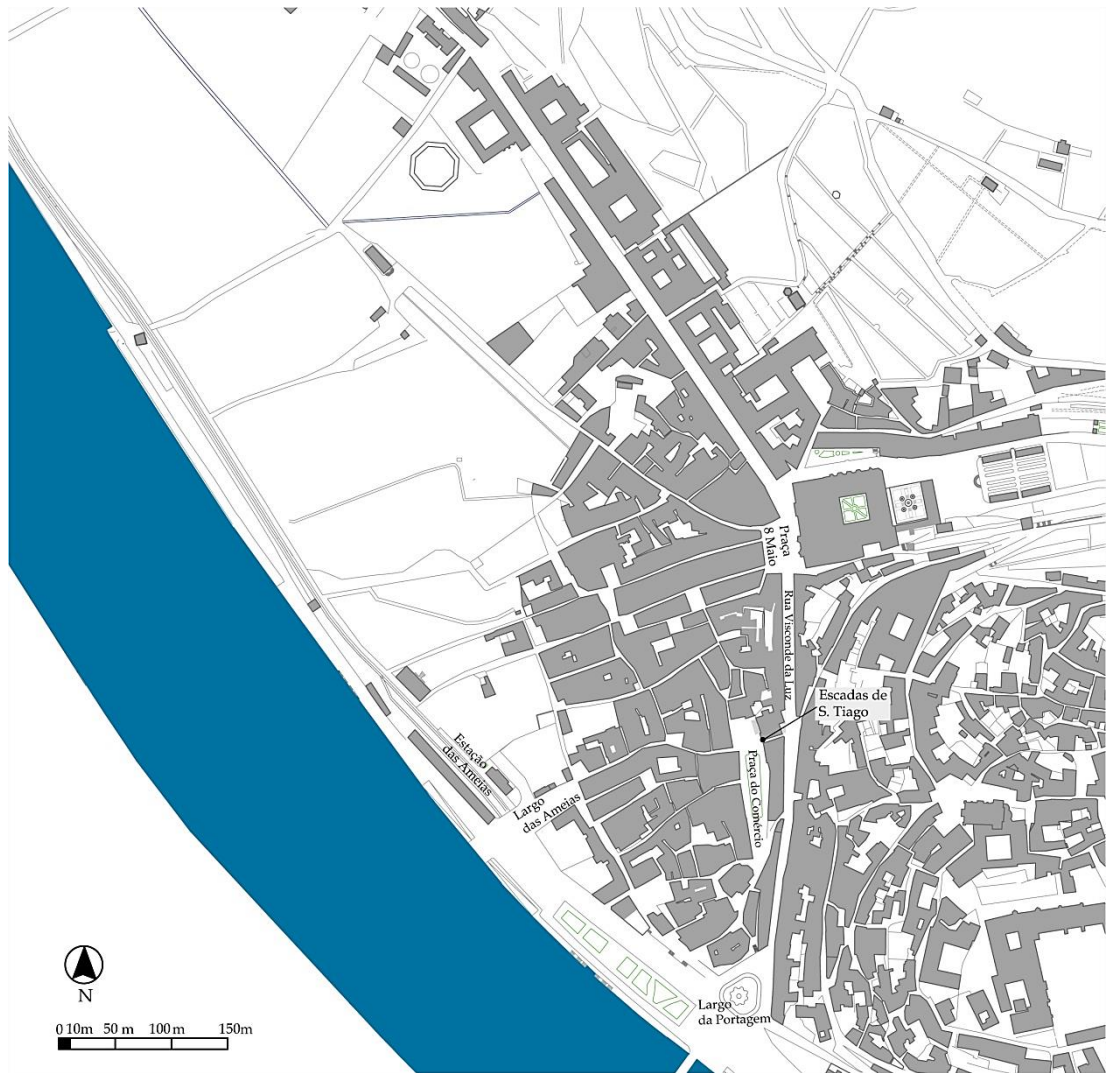 Praça
8 Maio
Rua Visconde da Luz
Escadas de
S. Tiago
Estação
das Ameias
Praça do Comércio
Largo
das Ameias
Largo
da Portagem
N
0 10m 50 m 100 m 150m